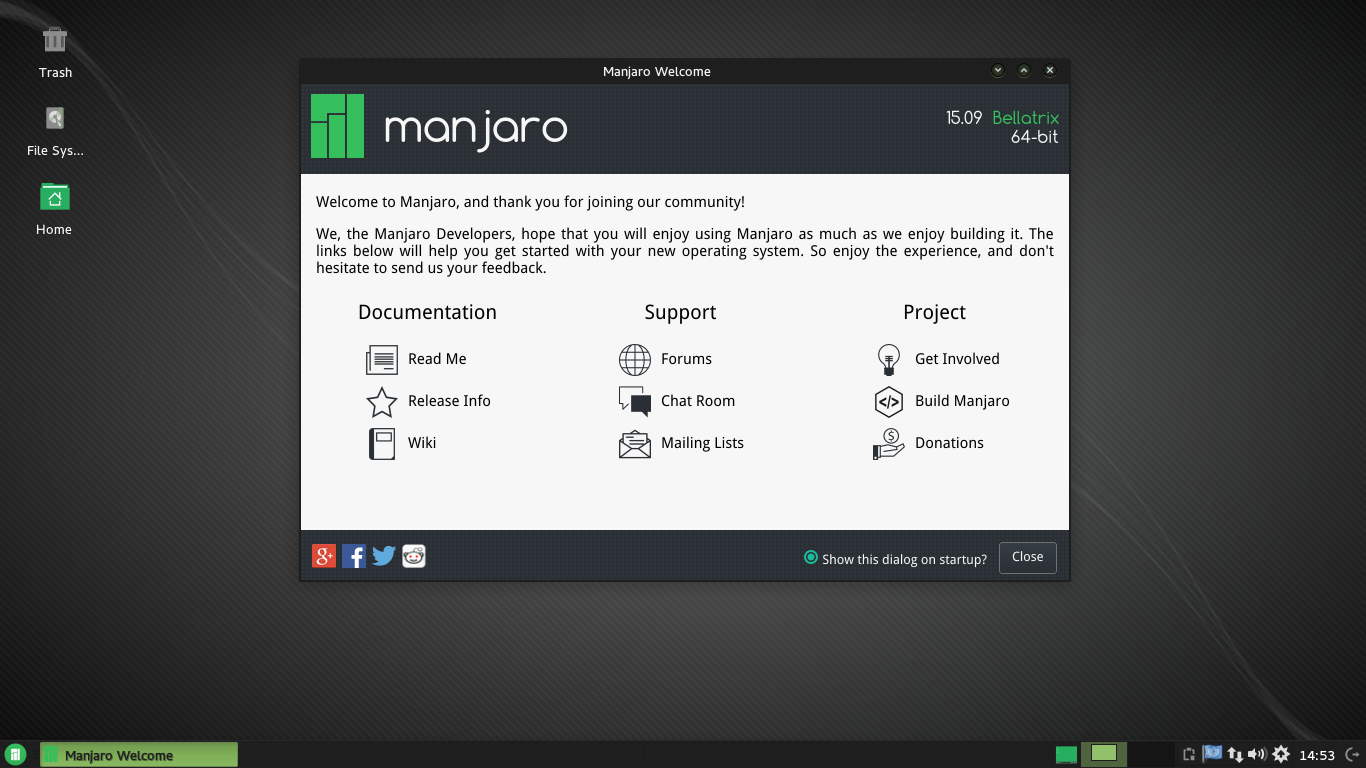 Trash
File Sys...
Home
Manjaro Welcome
manjaro
15.09 Bellatrix
64-bit
Welcome to Manjaro, and thank you for joining our community!
We, the Manjaro Developers, hope that you will enjoy using Manjaro as much as we enjoy building it. The
links below will help you get started with your new operating system. So enjoy the experience, and don't
hesitate to send us your feedback.
Documentation
Read Me
Release Info
Wiki
Support
Forums
Chat Room
Mailing Lists
Project
Get Involved
Build Manjaro
Donations
Show this dialog on startup?
Close
Manjaro Welcome
14:53